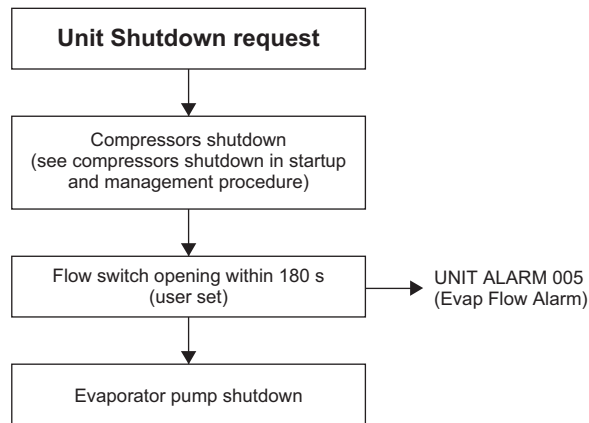 Unit Shutdown request
Compressors shutdown
(see compressors shutdown in startup
and management procedure)
Flow switch opening within 180 s
(user set)
UNIT ALARM 005
(Evap Flow Alarm)
Evaporator pump shutdown